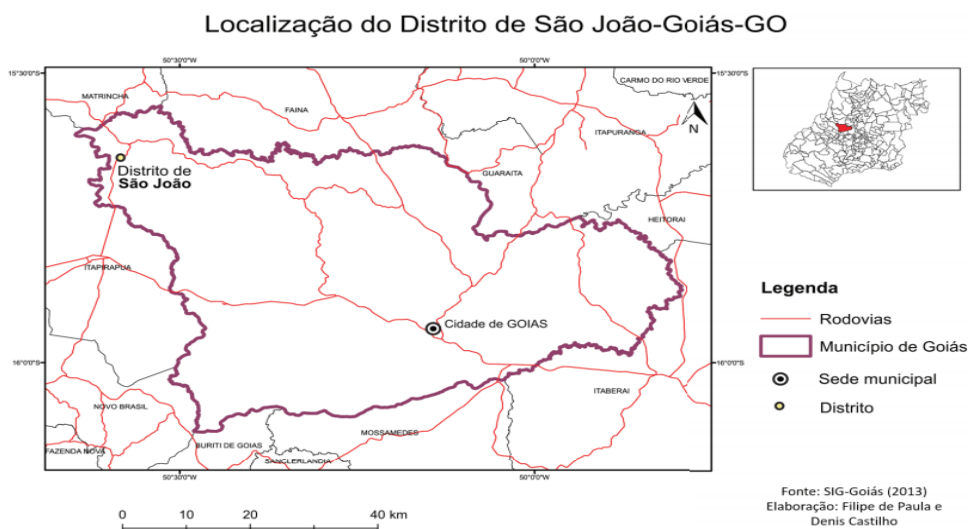 Localização do Distrito de São João-Goiás-GO
50°30'0"W
50°0'0"W
15°30'0"S
15°30'0"S
CARMO DO RIO VERDE
MATRINCHA
FAINA
N
ITAPURANGA
Distrito de
São João
GUARAITA
HEITORAI
ITAPIRAPUA
Cidade de GOIAS
16°0'0"S
16°0'0"S
ITABERAI
NOVO BRASIL
MOSSAMEDES
BURITI DE GOIAS
FAZENDA NOVA
SANCLERLANDIA
50°30'0"W
50°0'0"W
0 10 20 40 km
Legenda
Rodovias
Município de Goiás
Sede municipal
Distrito
Fonte: SIG-Goiás (2013)
Elaboração: Filipe de Paula e
Denis Castilho